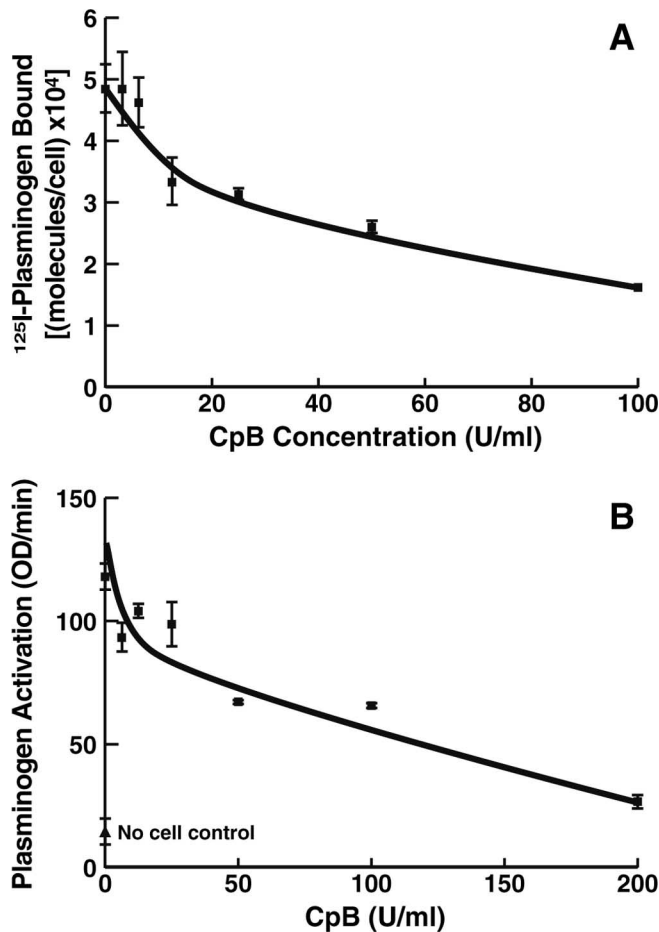 A
6
5
4
3
2
1
0
¹²⁵I-Plasminogen Bound
[(molecules/cell) x10⁴)
0 20 40 60 80 100
CpB Concentration (U/ml)
B
150
100
50
0
Plasminogen Activation (OD/min)
No cell control
0 50 100 150 200
CpB (U/ml)